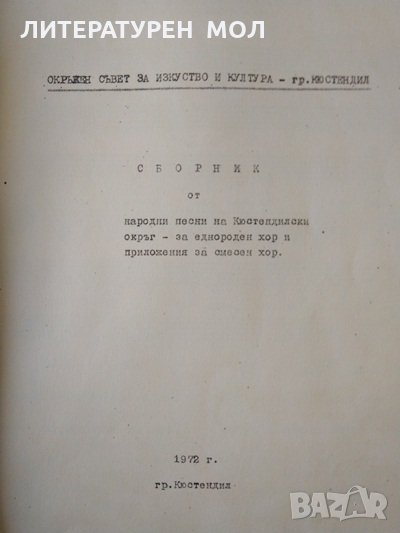 ЛИТЕРАТУРЕН МОЛ
ОКРЪЖЕН СЪВЕТ ЗА ИЗКУСТВО И КУЛТУРА - гр.КЮСТЕНДИЛ
С Б О Р Н И К
от
народни песни на Кюстендилски
окръг - за еднороден хор и
приложения за смесен хор.
1972 г.
гр.Кюстендил
BAZAR